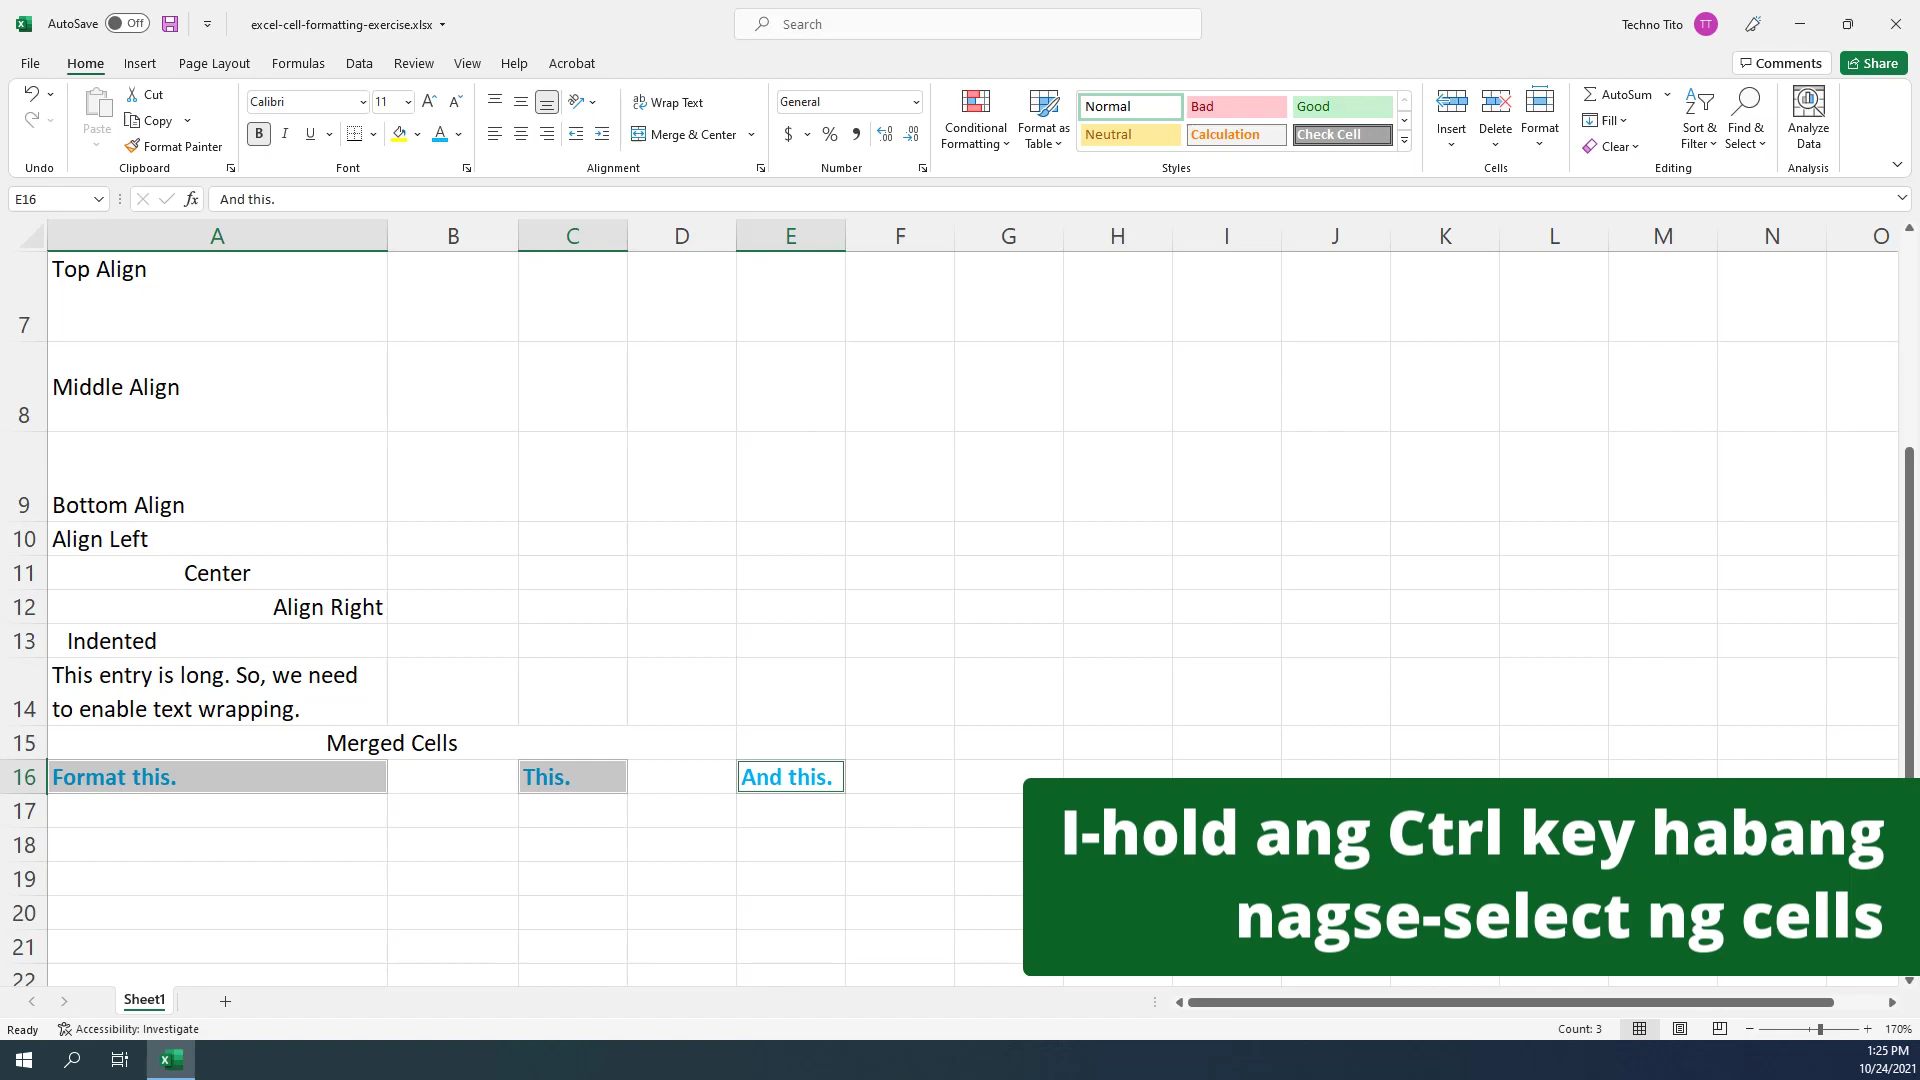 AutoSave Off excel-cell-formatting-exercise.xlsx Search Techno Tito TT
File Home Insert Page Layout Formulas Data Review View Help Acrobat Comments Share
Paste Cut Copy Format Painter
Calibri 11 B I U A
Wrap Text
Merge & Center
General
$ % ,
Conditional Formatting
Format as Table
Normal Bad Good
Neutral Calculation Check Cell
Insert Delete Format
AutoSum
Fill
Clear
Sort & Filter
Find & Select
Analyze Data
Undo Clipboard Font Alignment Number Styles Cells Editing Analysis
E16 fx And this.
A B C D E F G H I J K L M N O
Top Align
7
Middle Align
8
9 Bottom Align
10 Align Left
11 Center
12 Align Right
13 Indented
This entry is long. So, we need
14 to enable text wrapping.
15 Merged Cells
16 Format this. This. And this.
17
18
19
20
21
22
I-hold ang Ctrl key habang
nagse-select ng cells
Sheet1
Ready Accessibility: Investigate Count: 3 170%
1:25 PM
10/24/2021